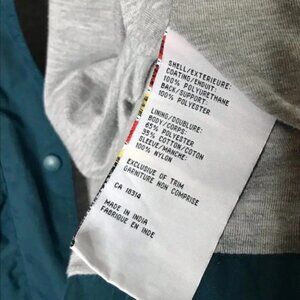 SHELL/EXTERIEURE:
COATING/ENDUIT:
100% POLYURETHANE
BACK/SUPPORT:
100% POLYESTER
LINING/DOUBLURE:
BODY/CORPS:
65% POLYESTER
35% COTTON/COTON
SLEEVE/MANCHE:
100% NYLON
EXCLUSIVE OF TRIM
GARNITURE NON COMPRISE
CA 18314
MADE IN INDIA
FABRIQUE EN INDE